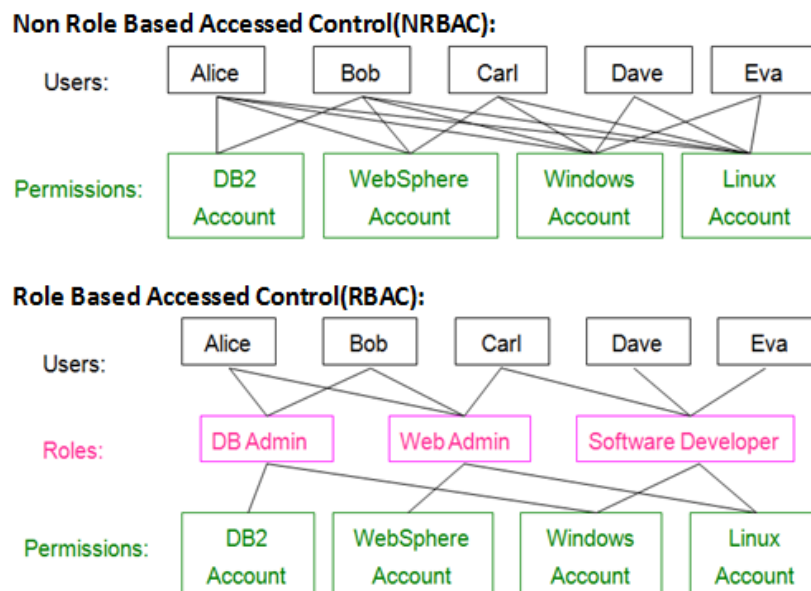 Non Role Based Accessed Control(NRBAC):
Users:
Alice
Bob
Carl
Dave
Eva
Permissions:
DB2
Account
WebSphere
Account
Windows
Account
Linux
Account
Role Based Accessed Control(RBAC):
Users:
Alice
Bob
Carl
Dave
Eva
Roles:
DB Admin
Web Admin
Software Developer
Permissions:
DB2
Account
WebSphere
Account
Windows
Account
Linux
Account